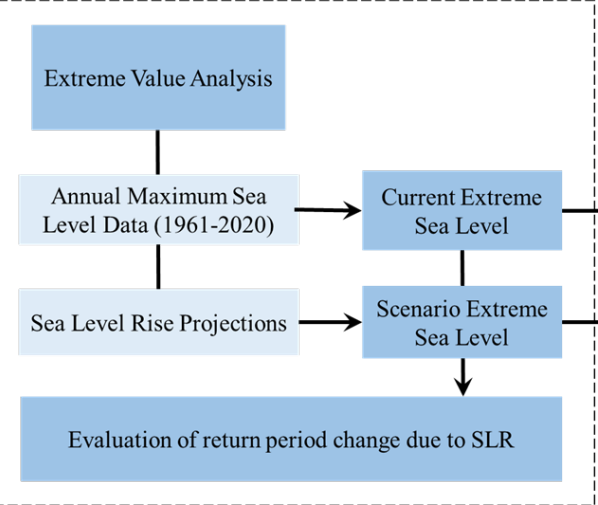 Extreme Value Analysis
Annual Maximum Sea
Level Data (1961-2020)
Current Extreme
Sea Level
Sea Level Rise Projections
Scenario Extreme
Sea Level
Evaluation of return period change due to SLR